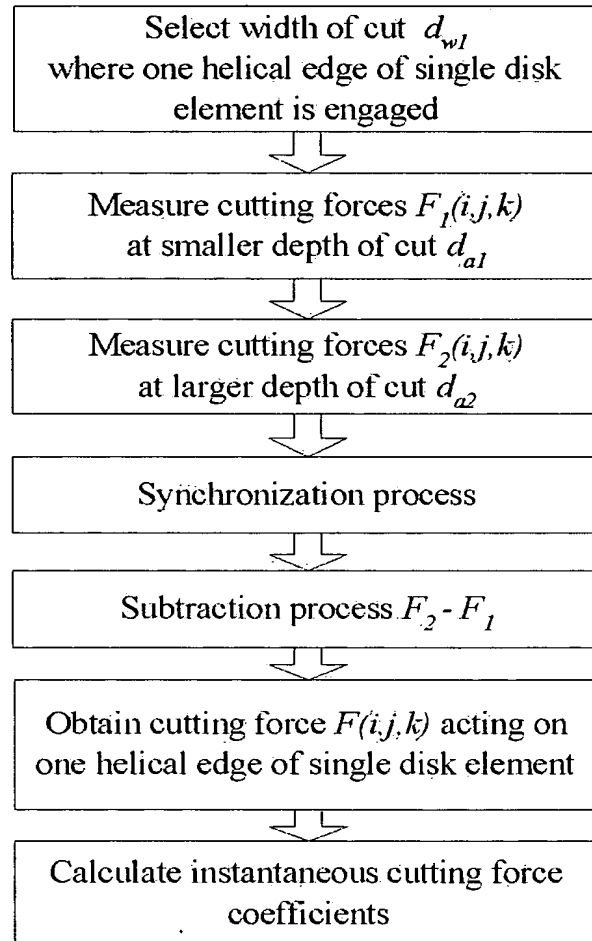 Select width of cut d_w1
where one helical edge of single disk
element is engaged
Measure cutting forces F_1(i,j,k)
at smaller depth of cut d_a1
Measure cutting forces F_2(i,j,k)
at larger depth of cut d_a2
Synchronization process
Subtraction process F_2 - F_1
Obtain cutting force F(i,j,k) acting on
one helical edge of single disk element
Calculate instantaneous cutting force
coefficients